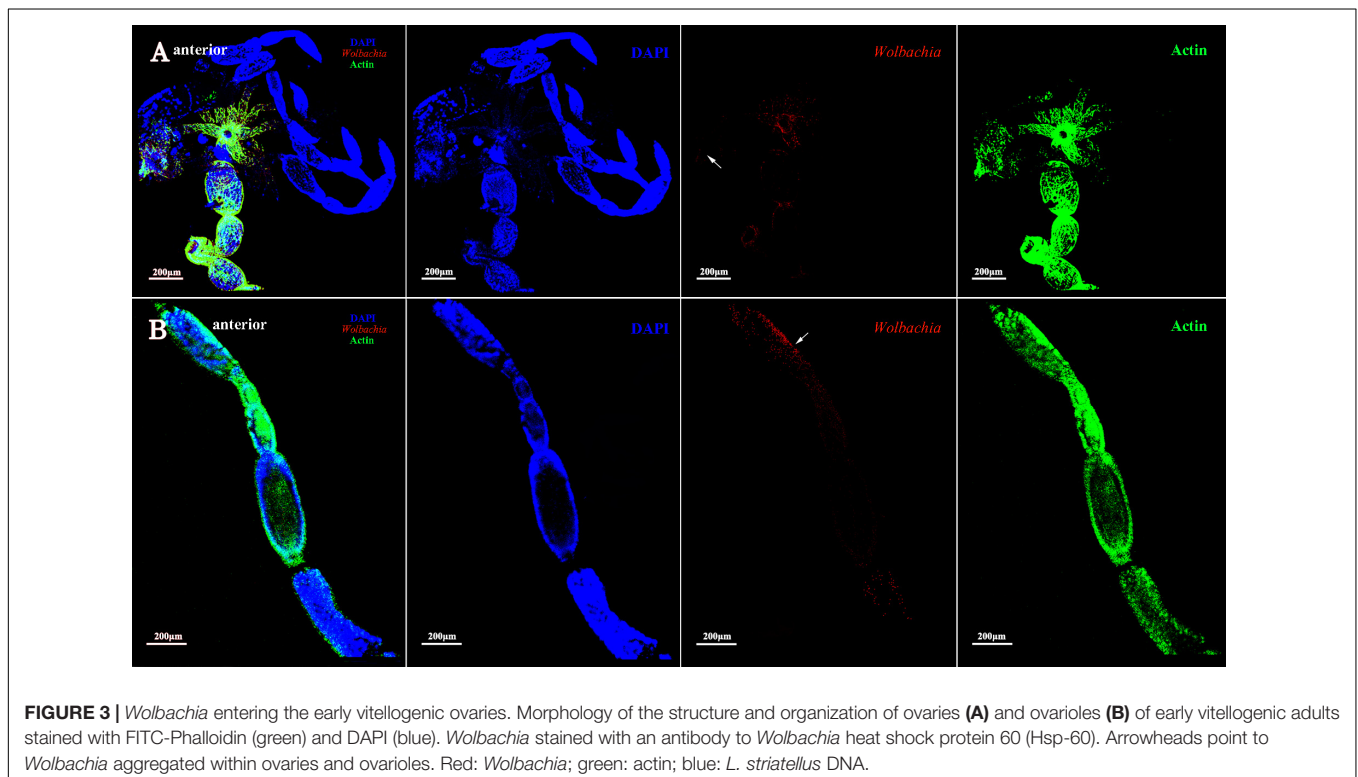 A anterior
DAPI
Wolbachia
Actin
DAPI
Wolbachia
Actin
200μm
200μm
200μm
200μm
B anterior
DAPI
Wolbachia
Actin
DAPI
Wolbachia
Actin
200μm
200μm
200μm
200μm
FIGURE 3 | Wolbachia entering the early vitellogenic ovaries. Morphology of the structure and organization of ovaries (A) and ovarioles (B) of early vitellogenic adults
stained with FITC-Phalloidin (green) and DAPI (blue). Wolbachia stained with an antibody to Wolbachia heat shock protein 60 (Hsp-60). Arrowheads point to
Wolbachia aggregated within ovaries and ovarioles. Red: Wolbachia; green: actin; blue: L. striatellus DNA.